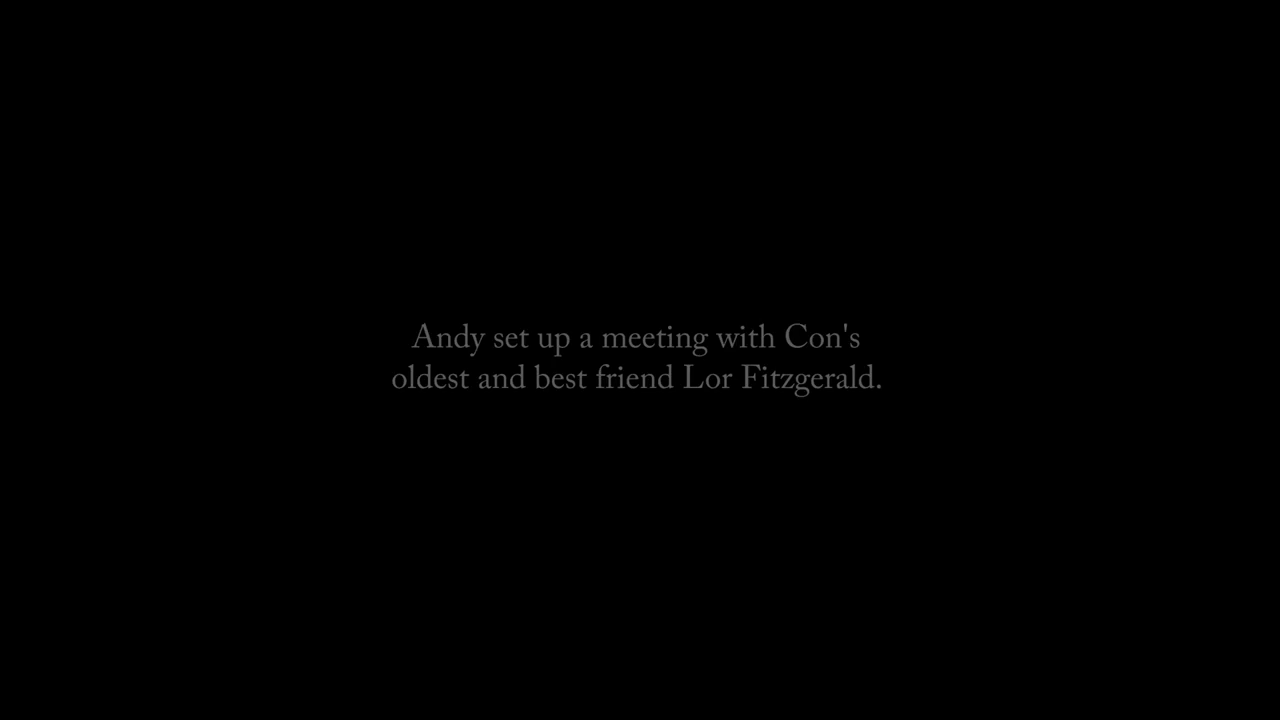 Andy set up a meeting with Con's
oldest and best friend Lor Fitzgerald.